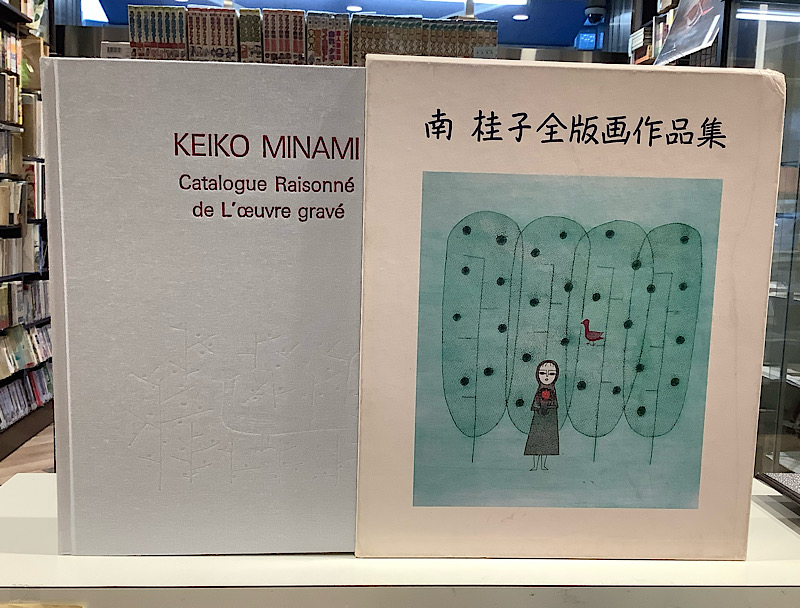 KEIKO MINAMI
Catalogue Raisonné
de L'œuvre gravé
南 桂子全版画作品集